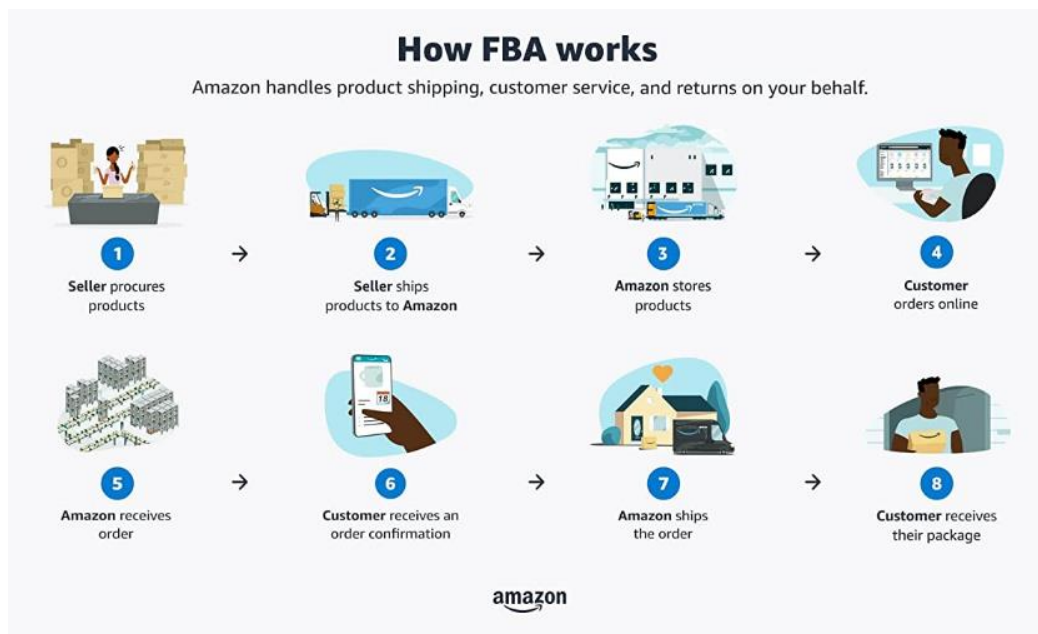 How FBA works
Amazon handles product shipping, customer service, and returns on your behalf.
1
Seller procures
products
2
Seller ships
products to Amazon
3
Amazon stores
products
4
Customer
orders online
5
Amazon receives
order
6
Customer receives an
order confirmation
7
Amazon ships
the order
8
Customer receives
their package
18
amazon